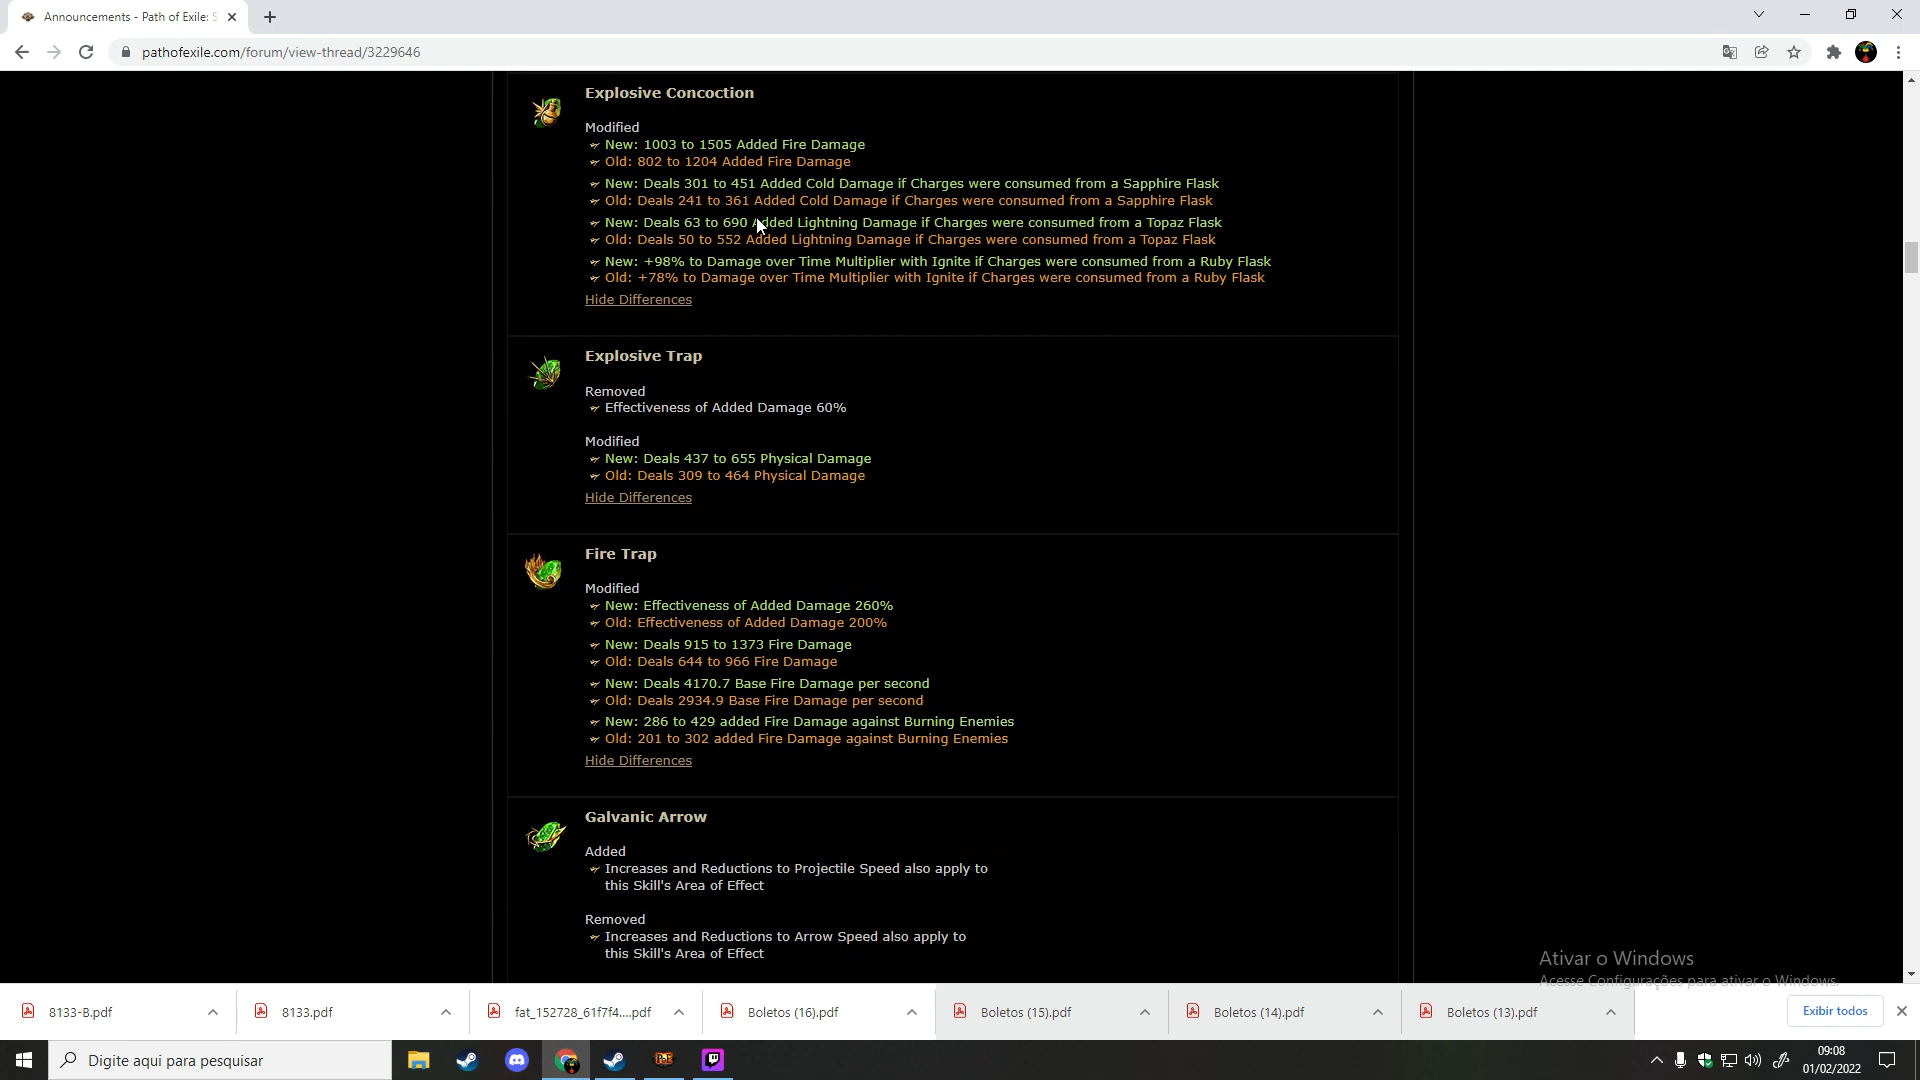 Announcements - Path of Exile: S
pathofexile.com/forum/view-thread/3229646
Explosive Concoction
Modified
New: 1003 to 1505 Added Fire Damage
Old: 802 to 1204 Added Fire Damage
New: Deals 301 to 451 Added Cold Damage if Charges were consumed from a Sapphire Flask
Old: Deals 241 to 361 Added Cold Damage if Charges were consumed from a Sapphire Flask
New: Deals 63 to 690 Added Lightning Damage if Charges were consumed from a Topaz Flask
Old: Deals 50 to 552 Added Lightning Damage if Charges were consumed from a Topaz Flask
New: +98% to Damage over Time Multiplier with Ignite if Charges were consumed from a Ruby Flask
Old: +78% to Damage over Time Multiplier with Ignite if Charges were consumed from a Ruby Flask
Hide Differences
Explosive Trap
Removed
Effectiveness of Added Damage 60%
Modified
New: Deals 437 to 655 Physical Damage
Old: Deals 309 to 464 Physical Damage
Hide Differences
Fire Trap
Modified
New: Effectiveness of Added Damage 260%
Old: Effectiveness of Added Damage 200%
New: Deals 915 to 1373 Fire Damage
Old: Deals 644 to 966 Fire Damage
New: Deals 4170.7 Base Fire Damage per second
Old: Deals 2934.9 Base Fire Damage per second
New: 286 to 429 added Fire Damage against Burning Enemies
Old: 201 to 302 added Fire Damage against Burning Enemies
Hide Differences
Galvanic Arrow
Added
Increases and Reductions to Projectile Speed also apply to
this Skill's Area of Effect
Removed
Increases and Reductions to Arrow Speed also apply to
this Skill's Area of Effect
Ativar o Windows
Acesse Configurações para ativar o Windows.
8133-B.pdf
8133.pdf
fat_152728_61f7f4....pdf
Boletos (16).pdf
Boletos (15).pdf
Boletos (14).pdf
Boletos (13).pdf
Exibir todos
Digite aqui para pesquisar
PoE
09:08
01/02/2022